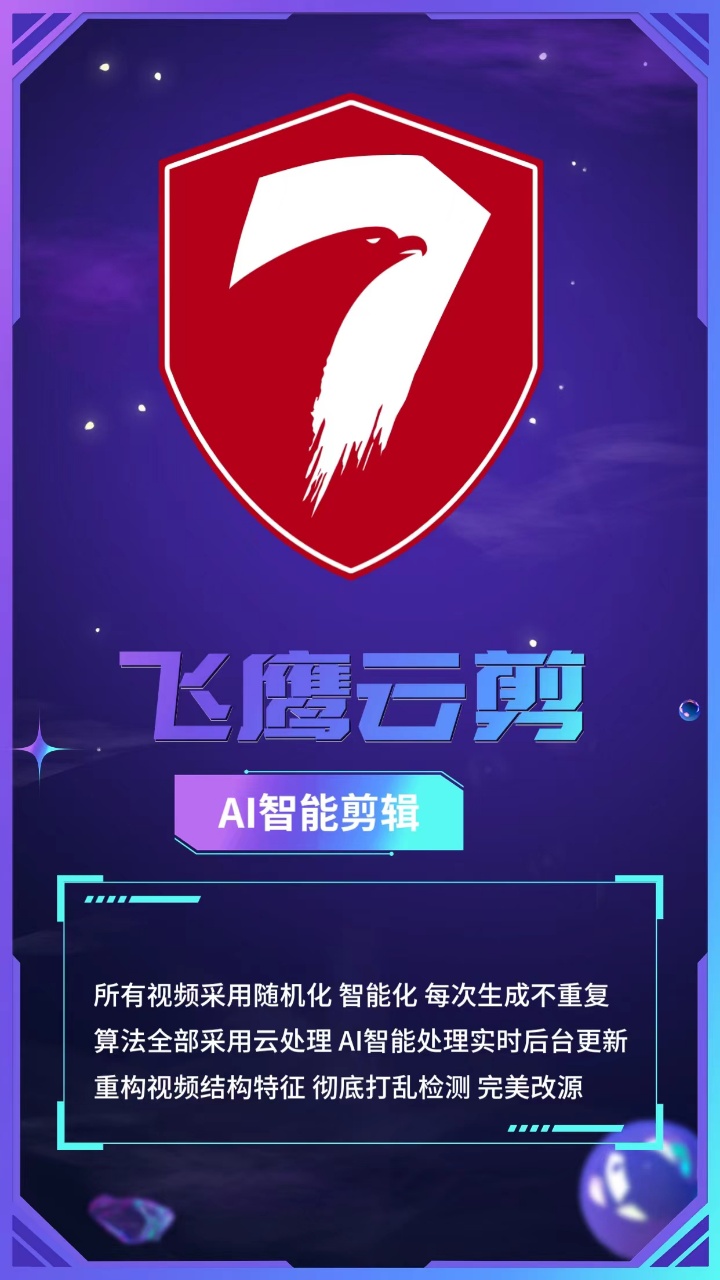 飞鹰云剪
AI智能剪辑
所有视频采用随机化 智能化 每次生成不重复
算法全部采用云处理 AI智能处理实时后台更新
重构视频结构特征 彻底打乱检测 完美改源